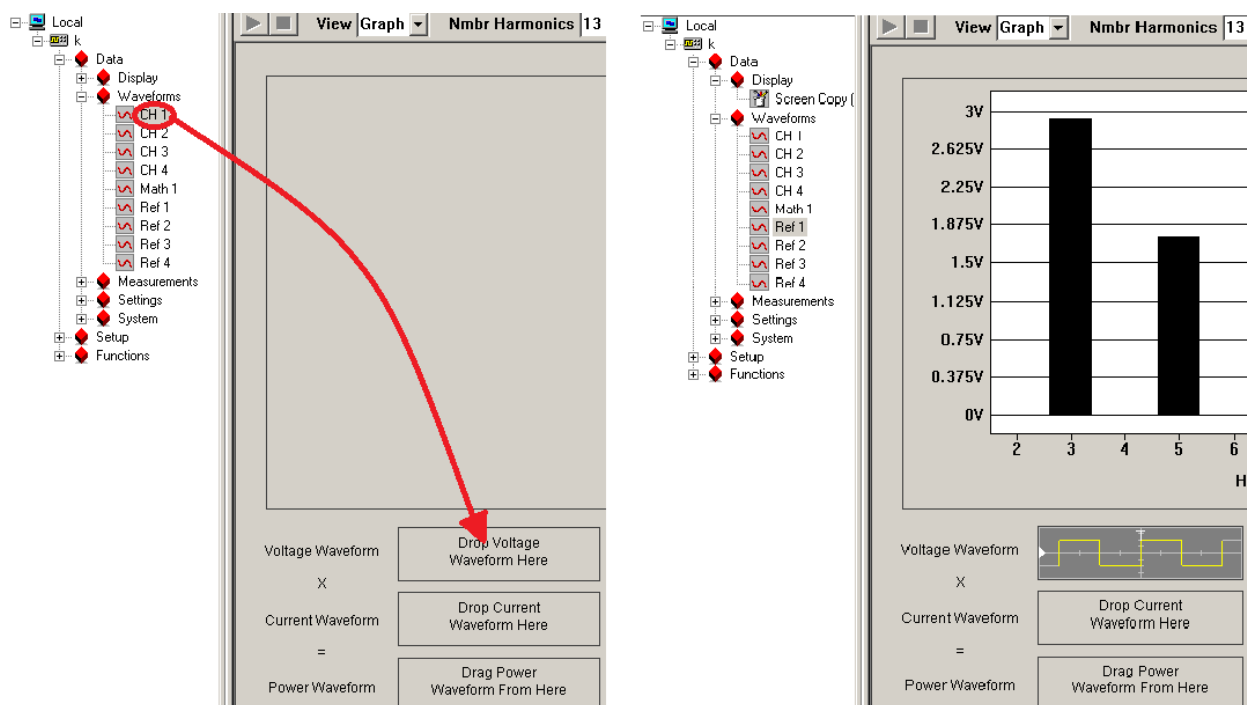 Local
k
Data
Display
Waveforms
CH 1
CH 2
CH 3
CH 4
Math 1
Ref 1
Ref 2
Ref 3
Ref 4
Measurements
Settings
System
Setup
Functions
View Graph Nmbr Harmonics 13
Voltage Waveform
Drop Voltage
Waveform Here
X
Current Waveform
Drop Current
Waveform Here
=
Power Waveform
Drag Power
Waveform From Here
Local
k
Data
Display
Screen Copy (
Waveforms
CH 1
CH 2
CH 3
CH 4
Math 1
Ref 1
Ref 2
Ref 3
Ref 4
Measurements
Settings
System
Setup
Functions
View Graph Nmbr Harmonics 13
3V
2.625V
2.25V
1.875V
1.5V
1.125V
0.75V
0.375V
0V
2 3 4 5 6
H
Voltage Waveform
X
Current Waveform
Drop Current
Waveform Here
=
Power Waveform
Drag Power
Waveform From Here